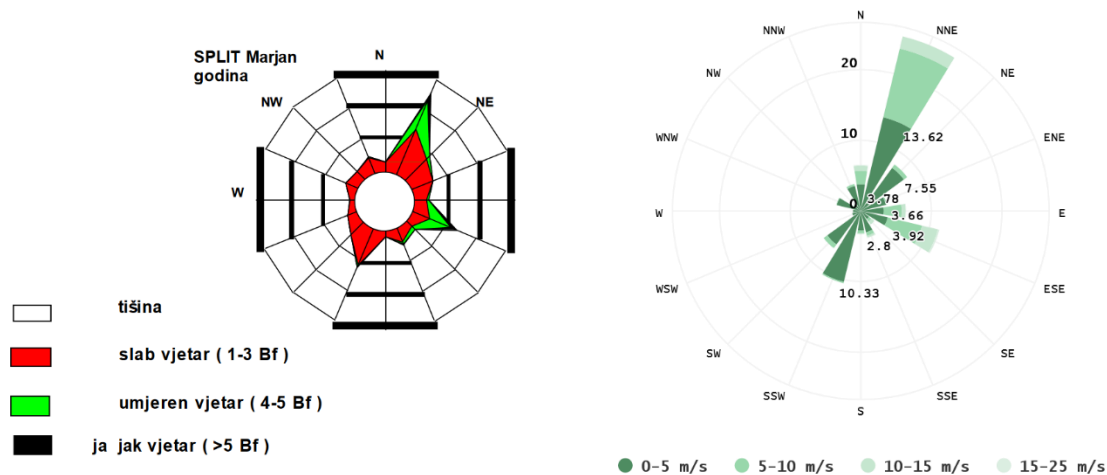 SPLIT Marjan
godina
N
NW
NE
W
tišina
slab vjetar ( 1-3 Bf )
umjeren vjetar ( 4-5 Bf )
ja jak vjetar ( >5 Bf )
N
NNW
NNE
NW
NE
WNW
ENE
W
E
WSW
ESE
SW
SE
SSW
SSE
S
20
10
0
13.62
7.55
3.78
3.66
3.92
2.8
10.33
0-5 m/s
5-10 m/s
10-15 m/s
15-25 m/s